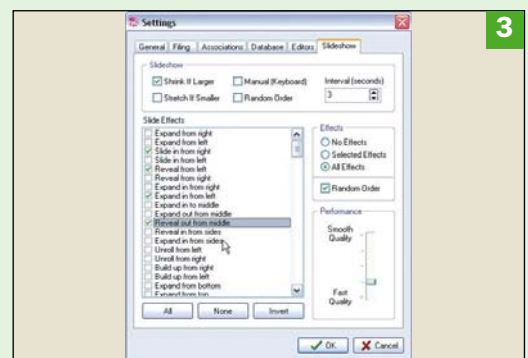 3
Settings
General Filing Associations Database Editors Slideshow
Slideshow
Shrink If Larger Manual (Keyboard) Interval (seconds)
Stretch If Smaller Random Order 3
Slide Effects
Expand from right
Expand from left
Slide in from right
Slide in from left
Reveal from left
Reveal from right
Expand in from right
Expand in from left
Expand in to middle
Expand out from middle
Reveal out from middle
Reveal in from sides
Expand in from sides
Unroll from left
Unroll from right
Build up from right
Build up from left
Expand from bottom
Expand from top
Effects
No Effects
Selected Effects
All Effects
Random Order
Performance
Smooth
Quality
Fast
Quality
All None Invert
OK Cancel